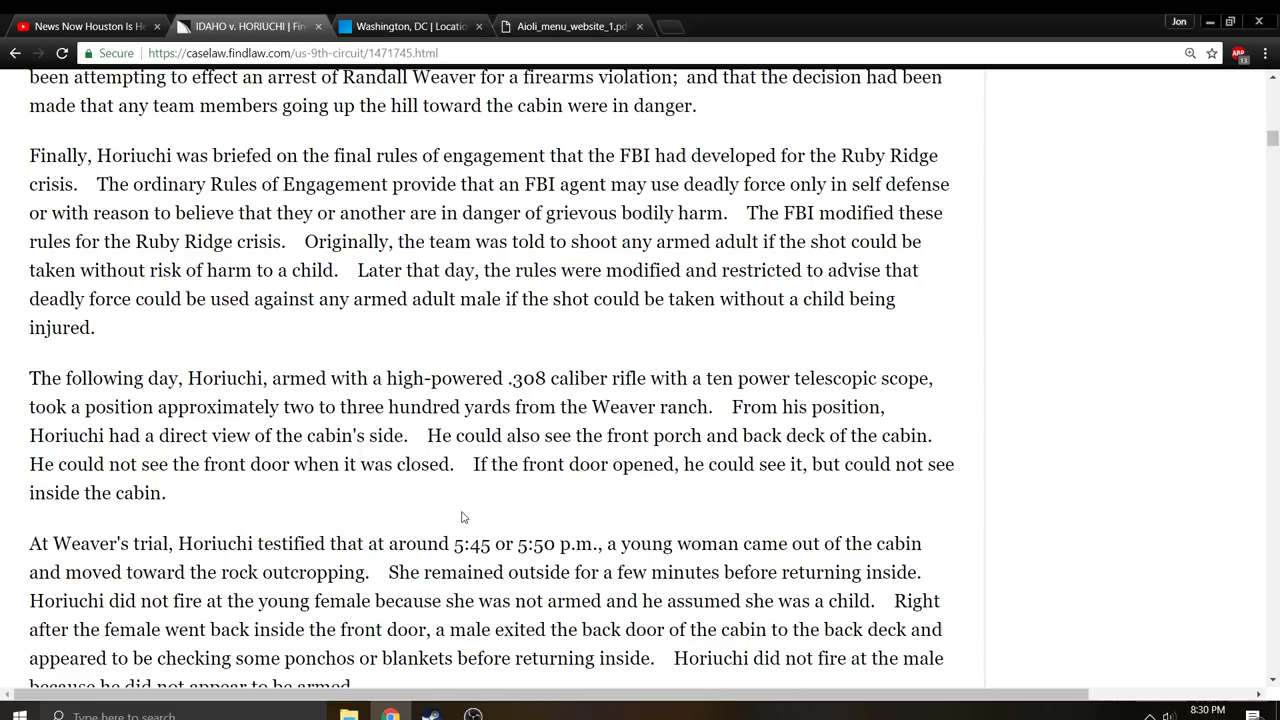 News Now Houston Is He
IDAHO v. HORIUCHI | Fin
Washington, DC | Locatio
Aioli_menu_website_1.pd
Jon
Secure
https://caselaw.findlaw.com/us-9th-circuit/1471745.html
ABP
13
been attempting to effect an arrest of Randall Weaver for a firearms violation; and that the decision had been
made that any team members going up the hill toward the cabin were in danger.
Finally, Horiuchi was briefed on the final rules of engagement that the FBI had developed for the Ruby Ridge
crisis. The ordinary Rules of Engagement provide that an FBI agent may use deadly force only in self defense
or with reason to believe that they or another are in danger of grievous bodily harm. The FBI modified these
rules for the Ruby Ridge crisis. Originally, the team was told to shoot any armed adult if the shot could be
taken without risk of harm to a child. Later that day, the rules were modified and restricted to advise that
deadly force could be used against any armed adult male if the shot could be taken without a child being
injured.
The following day, Horiuchi, armed with a high-powered .308 caliber rifle with a ten power telescopic scope,
took a position approximately two to three hundred yards from the Weaver ranch. From his position,
Horiuchi had a direct view of the cabin's side. He could also see the front porch and back deck of the cabin.
He could not see the front door when it was closed. If the front door opened, he could see it, but could not see
inside the cabin.
At Weaver's trial, Horiuchi testified that at around 5:45 or 5:50 p.m., a young woman came out of the cabin
and moved toward the rock outcropping. She remained outside for a few minutes before returning inside.
Horiuchi did not fire at the young female because she was not armed and he assumed she was a child. Right
after the female went back inside the front door, a male exited the back door of the cabin to the back deck and
appeared to be checking some ponchos or blankets before returning inside. Horiuchi did not fire at the male
because he did not appear to be armed.
Type here to search
8:30 PM